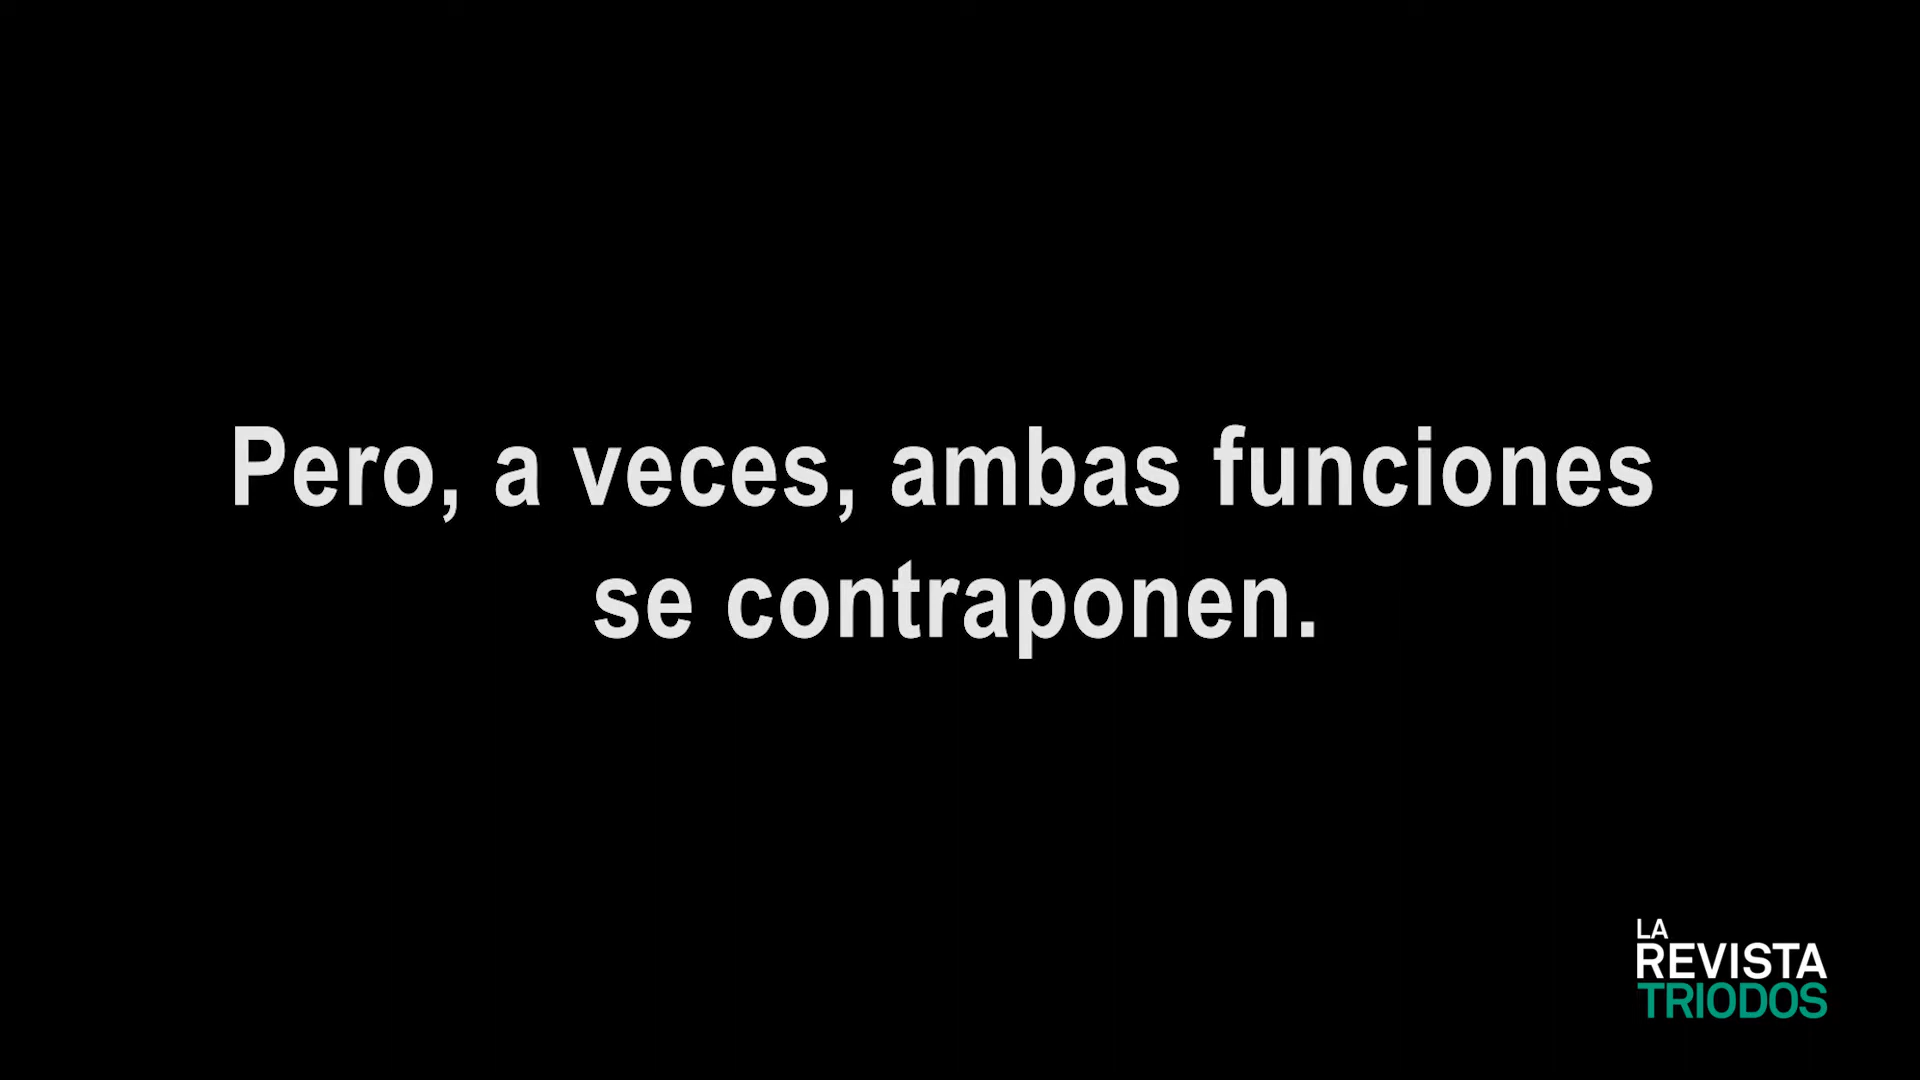 Pero, a veces, ambas funciones
se contraponen.
LA
REVISTA
TRIODOS